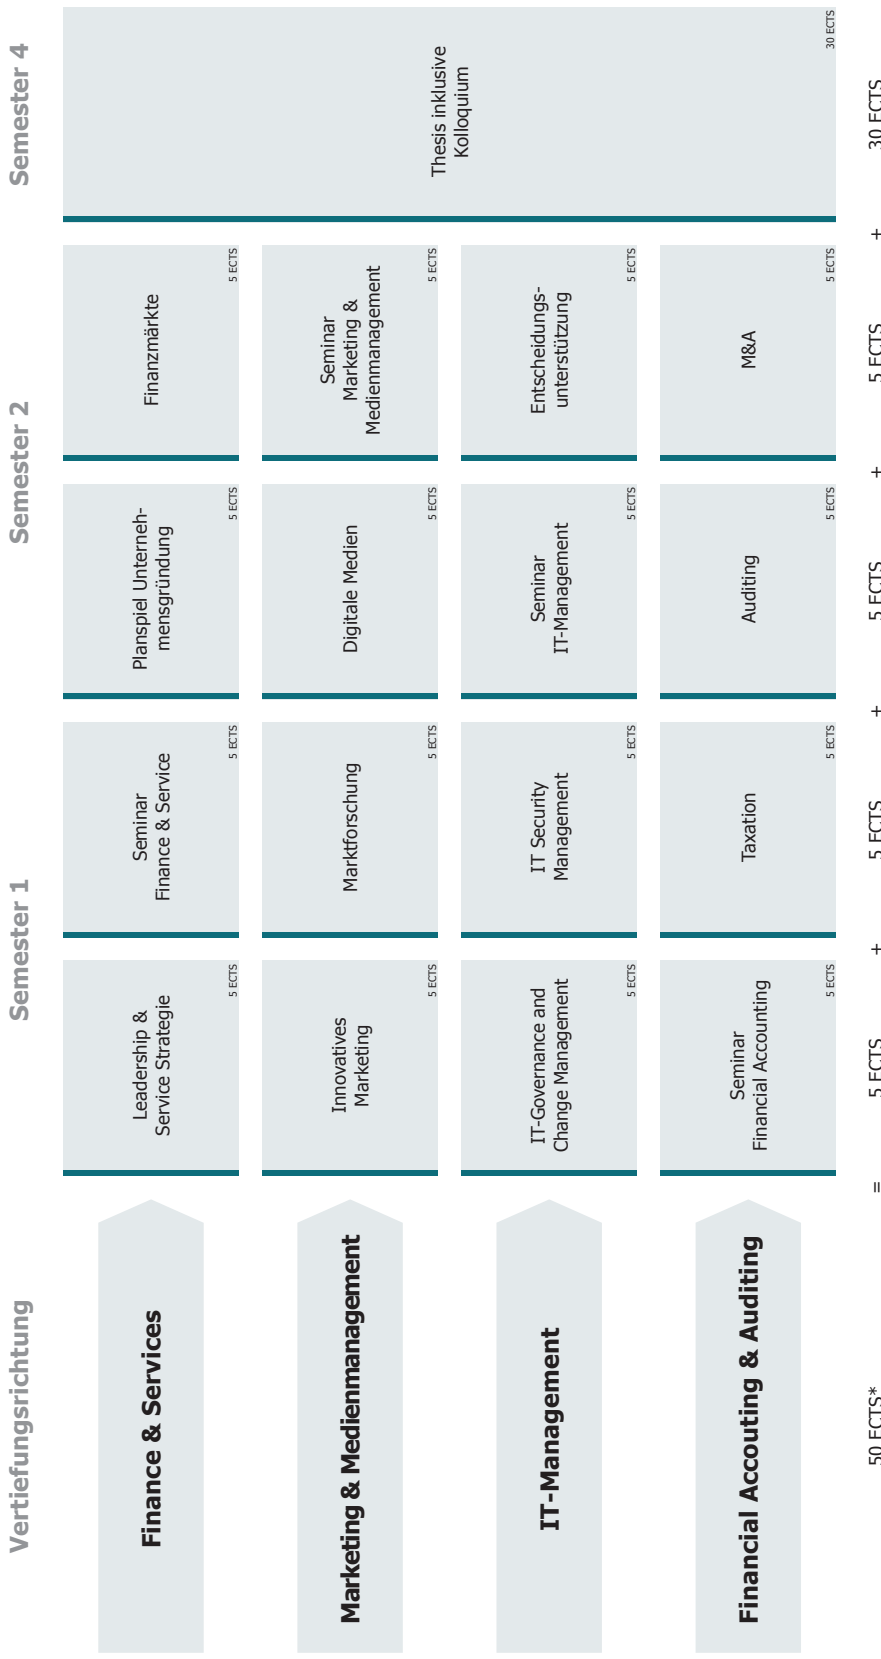 Vertiefungsrichtung
Semester 1
Semester 2
Semester 4
Finance & Services
Leadership &
Service Strategie
5 ECTS
Seminar
Finance & Service
5 ECTS
Planspiel Unterneh-
mensgründung
5 ECTS
Finanzmärkte
5 ECTS
Thesis inklusive
Kolloquium
30 ECTS
Marketing & Medienmanagement
Innovatives
Marketing
5 ECTS
Marktforschung
5 ECTS
Digitale Medien
5 ECTS
Seminar
Marketing &
Medienmanagement
5 ECTS
IT-Management
IT-Governance and
Change Management
5 ECTS
IT Security
Management
5 ECTS
Seminar
IT-Management
5 ECTS
Entscheidungs-
unterstützung
5 ECTS
Financial Accouting & Auditing
Seminar
Financial Accounting
5 ECTS
Taxation
5 ECTS
Auditing
5 ECTS
M&A
5 ECTS
50 ECTS* = 5 ECTS + 5 ECTS + 5 ECTS + 5 ECTS + 30 ECTS